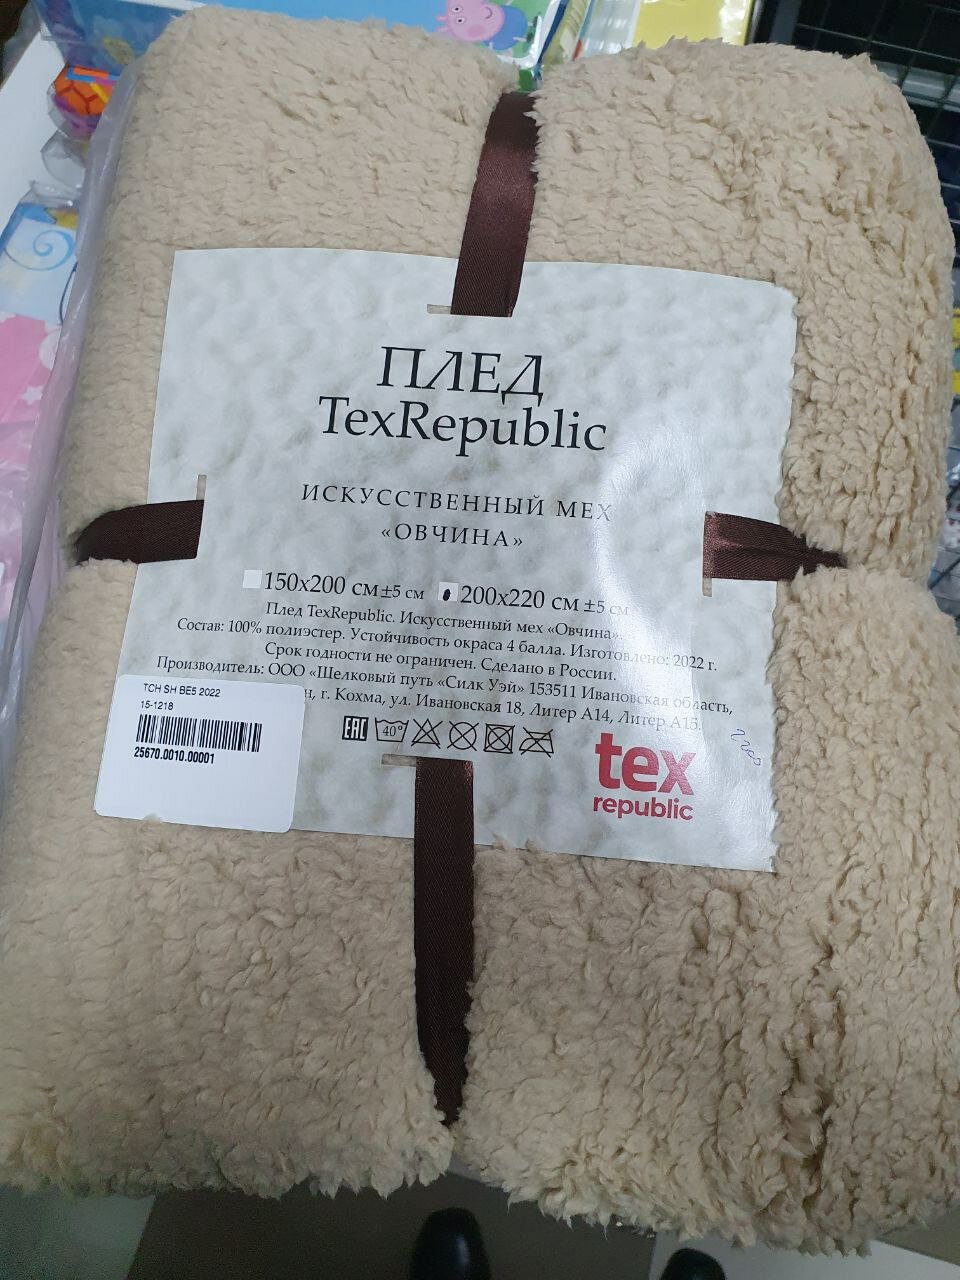 ПЛЕД
TexRepublic
ИСКУССТВЕННЫЙ МЕХ
«ОВЧИНА»
150x200 см±5 см 200x220 см ±5 см
Плед TexRepublic. Искусственный мех «Овчина».
Состав: 100% полиэстер. Устойчивость окраса 4 балла. Изготовлено: 2022 г.
Срок годности не ограничен. Сделано в России.
Производитель: ООО «Шелковый путь «Силк Уэй» 153511 Ивановская область,
г. Кохма, ул. Ивановская 18, Литер А14, Литер А15.
TCH SH BE5 2022
15-1218
25670.0010.00001
EAC 40°
tex
republic